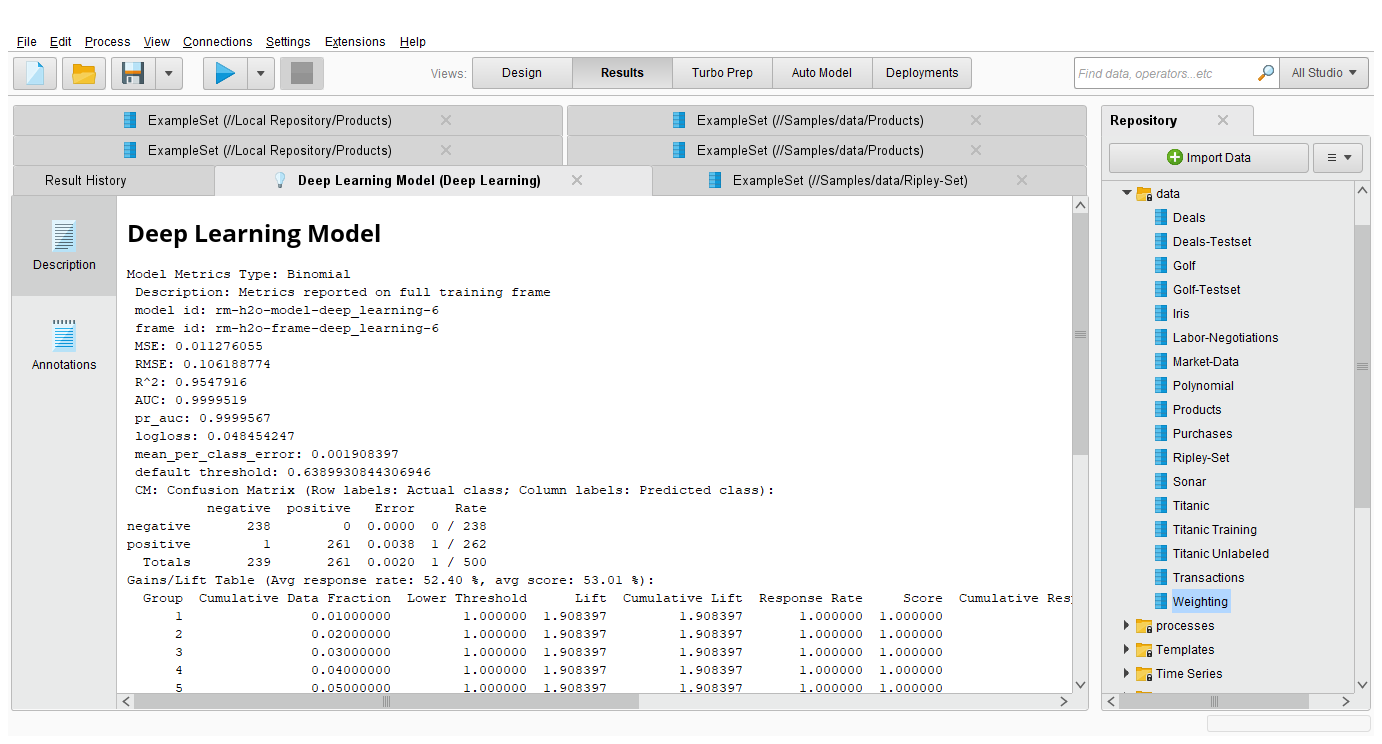 File Edit Process View Connections Settings Extensions Help
Views: Design Results Turbo Prep Auto Model Deployments Find data, operators...etc All Studio
ExampleSet (//Local Repository/Products) ExampleSet (//Samples/data/Products)
ExampleSet (//Local Repository/Products) ExampleSet (//Samples/data/Products)
Result History Deep Learning Model (Deep Learning) ExampleSet (//Samples/data/Ripley-Set)
Description
Annotations
Deep Learning Model
Model Metrics Type: Binomial
Description: Metrics reported on full training frame
model id: rm-h2o-model-deep_learning-6
frame id: rm-h2o-frame-deep_learning-6
MSE: 0.011276055
RMSE: 0.106188774
R^2: 0.9547916
AUC: 0.9999519
pr_auc: 0.9999567
logloss: 0.048454247
mean_per_class_error: 0.001908397
default threshold: 0.6389930844306946
CM: Confusion Matrix (Row labels: Actual class; Column labels: Predicted class):
negative positive Error Rate
negative 238 0 0.0000 0 / 238
positive 1 261 0.0038 1 / 262
Totals 239 261 0.0020 1 / 500
Gains/Lift Table (Avg response rate: 52.40 %, avg score: 53.01 %):
Group Cumulative Data Fraction Lower Threshold Lift Cumulative Lift Response Rate Score Cumulative Res
1 0.01000000 1.000000 1.908397 1.908397 1.000000 1.000000
2 0.02000000 1.000000 1.908397 1.908397 1.000000 1.000000
3 0.03000000 1.000000 1.908397 1.908397 1.000000 1.000000
4 0.04000000 1.000000 1.908397 1.908397 1.000000 1.000000
5 0.05000000 1.000000 1.908397 1.908397 1.000000 1.000000
Repository
Import Data
data
Deals
Deals-Testset
Golf
Golf-Testset
Iris
Labor-Negotiations
Market-Data
Polynomial
Products
Purchases
Ripley-Set
Sonar
Titanic
Titanic Training
Titanic Unlabeled
Transactions
Weighting
processes
Templates
Time Series